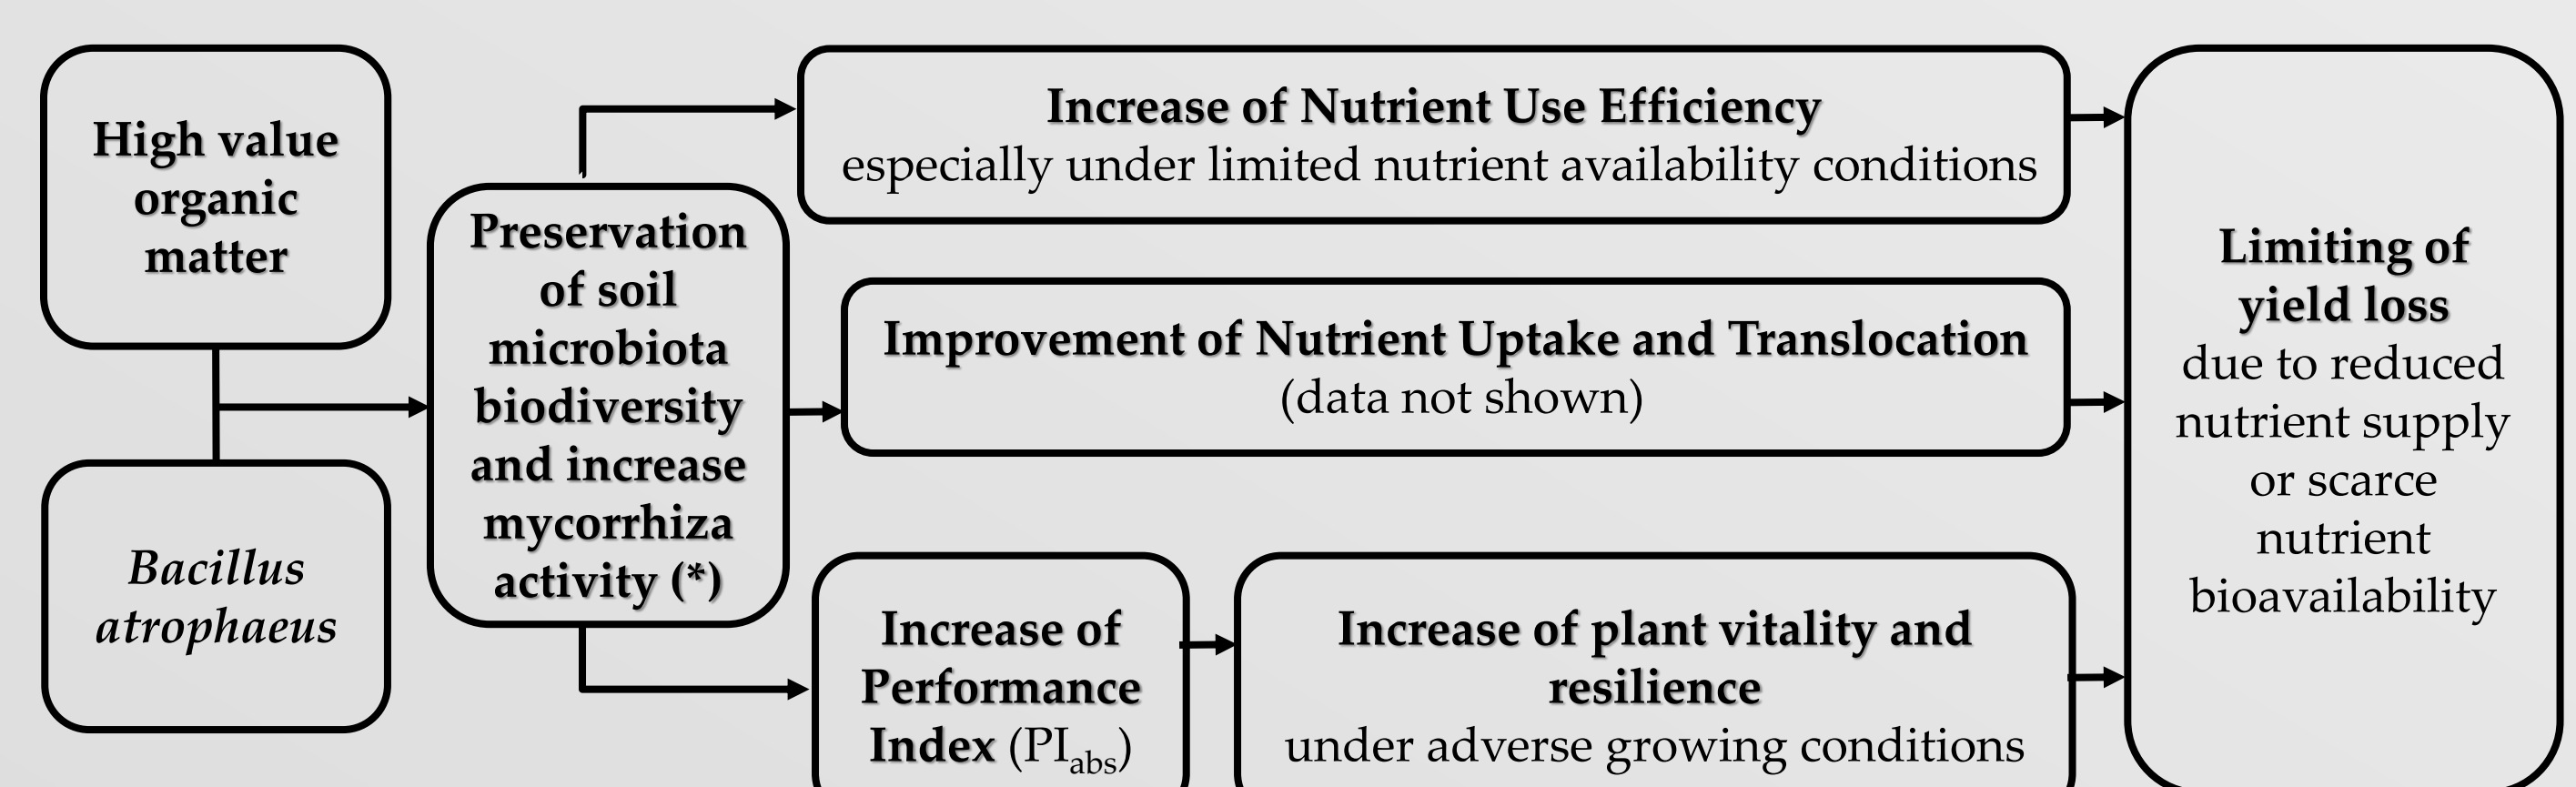 High value
organic
matter
Bacillus
atrophaeus
Preservation
of soil
microbiota
biodiversity
and increase
mycorrhiza
activity (*)
Increase of Nutrient Use Efficiency
especially under limited nutrient availability conditions
Improvement of Nutrient Uptake and Translocation
(data not shown)
Increase of
Performance
Index (PIabs)
Increase of plant vitality and
resilience
under adverse growing conditions
Limiting of
yield loss
due to reduced
nutrient supply
or scarce
nutrient
bioavailability